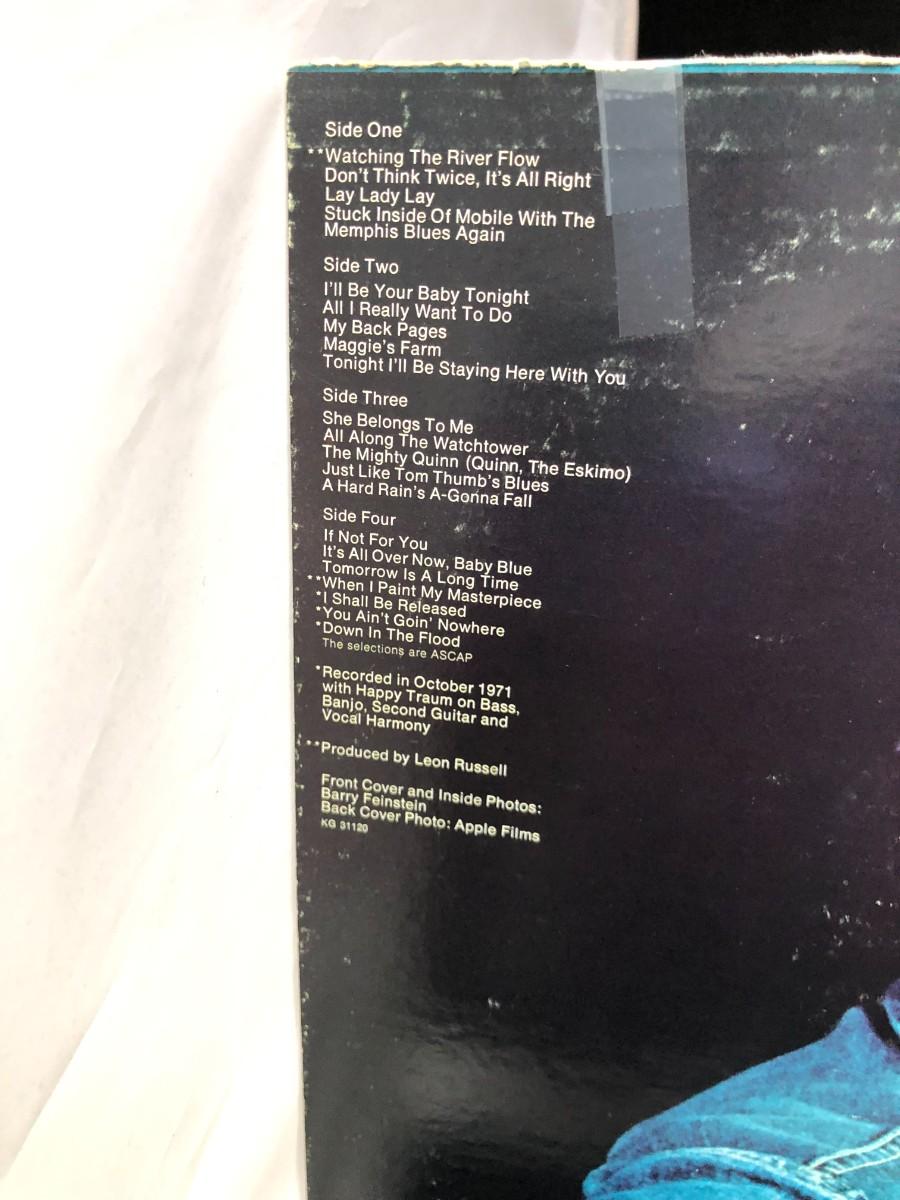 Side One
**Watching The River Flow
Don't Think Twice, It's All Right
Lay Lady Lay
Stuck Inside Of Mobile With The
Memphis Blues Again
Side Two
I'll Be Your Baby Tonight
All I Really Want To Do
My Back Pages
Maggie's Farm
Tonight I'll Be Staying Here With You
Side Three
She Belongs To Me
All Along The Watchtower
The Mighty Quinn (Quinn, The Eskimo)
Just Like Tom Thumb's Blues
A Hard Rain's A-Gonna Fall
Side Four
If Not For You
It's All Over Now, Baby Blue
Tomorrow Is A Long Time
**When I Paint My Masterpiece
*I Shall Be Released
*You Ain't Goin' Nowhere
*Down In The Flood
The selections are ASCAP
*Recorded in October 1971
with Happy Traum on Bass,
Banjo, Second Guitar and
Vocal Harmony
**Produced by Leon Russell
Front Cover and Inside Photos:
Barry Feinstein
Back Cover Photo: Apple Films
KG 31120